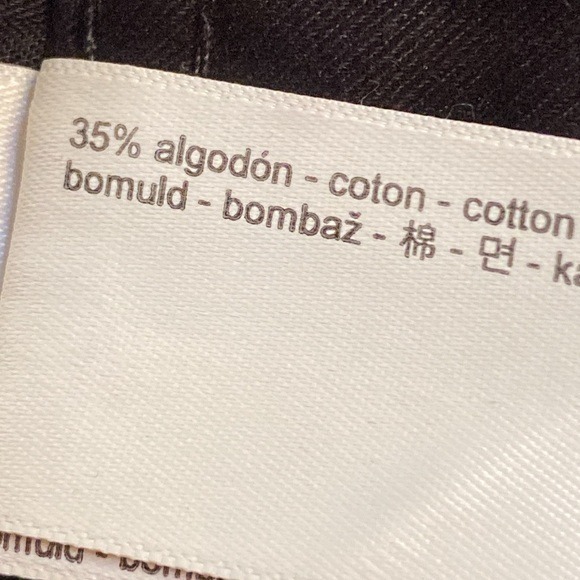 35% algodón - coton - cotton
bomuld - bombaž - 棉 - 면 -